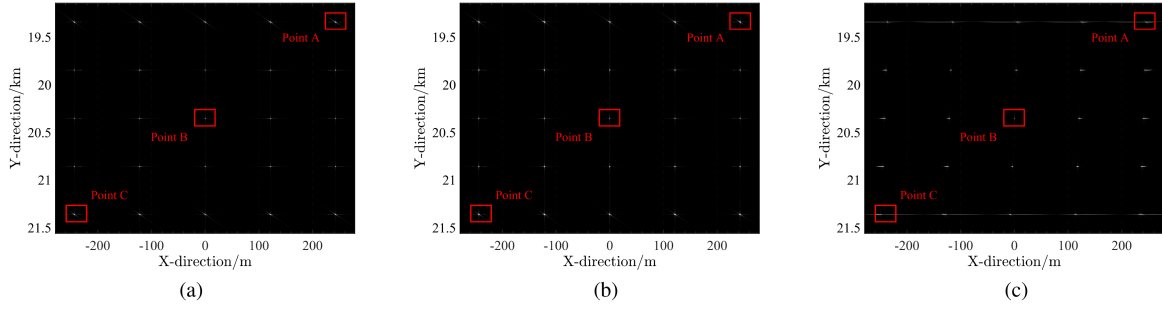 Y-direction/km
19.5
20
20.5
21
21.5
Point A
Point B
Point C
-200 -100 0 100 200
X-direction/m
(a)
Y-direction/km
19.5
20
20.5
21
21.5
Point A
Point B
Point C
-200 -100 0 100 200
X-direction/m
(b)
Y-direction/km
19.5
20
20.5
21
21.5
Point A
Point B
Point C
-200 -100 0 100 200
X-direction/m
(c)